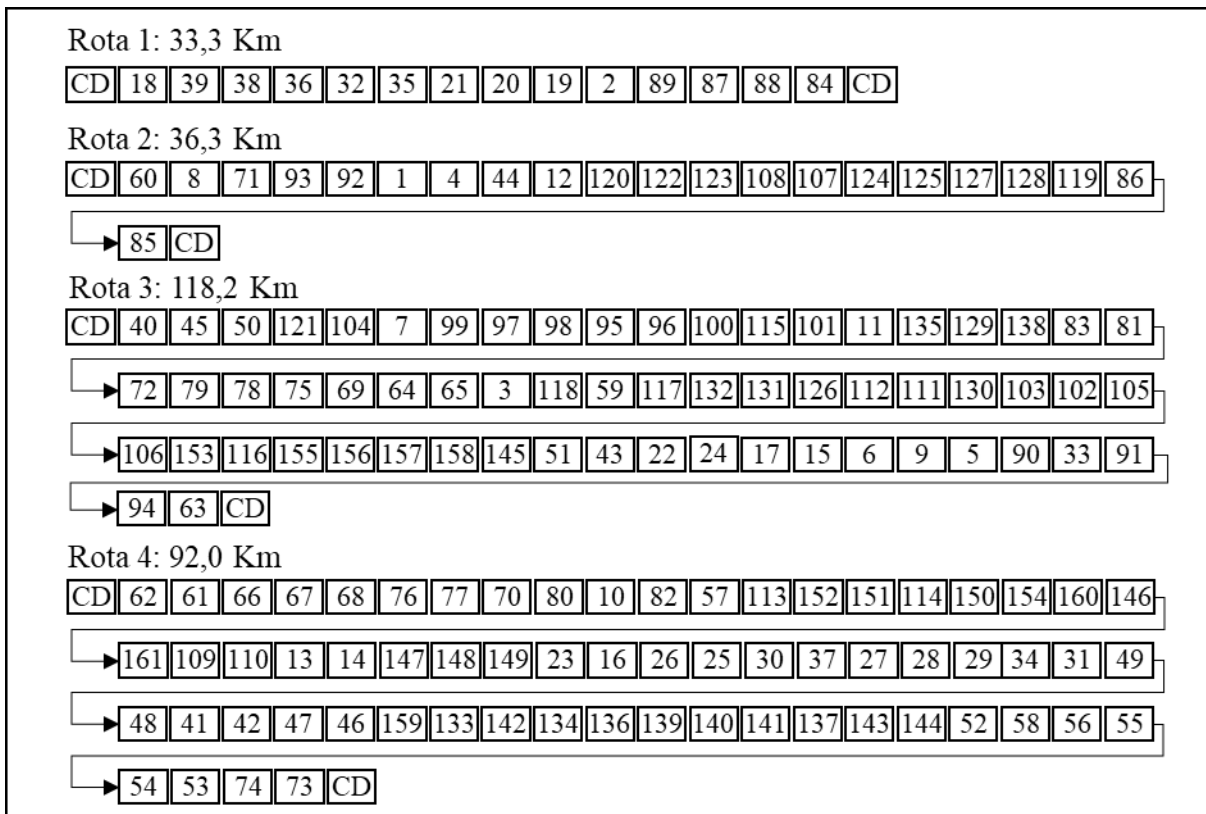 Rota 1: 33,3 Km
CD 18 39 38 36 32 35 21 20 19 2 89 87 88 84 CD
Rota 2: 36,3 Km
CD 60 8 71 93 92 1 4 44 12 120 122 123 108 107 124 125 127 128 119 86
85 CD
Rota 3: 118,2 Km
CD 40 45 50 121 104 7 99 97 98 95 96 100 115 101 11 135 129 138 83 81
72 79 78 75 69 64 65 3 118 59 117 132 131 126 112 111 130 103 102 105
106 153 116 155 156 157 158 145 51 43 22 24 17 15 6 9 5 90 33 91
94 63 CD
Rota 4: 92,0 Km
CD 62 61 66 67 68 76 77 70 80 10 82 57 113 152 151 114 150 154 160 146
161 109 110 13 14 147 148 149 23 16 26 25 30 37 27 28 29 34 31 49
48 41 42 47 46 159 133 142 134 136 139 140 141 137 143 144 52 58 56 55
54 53 74 73 CD